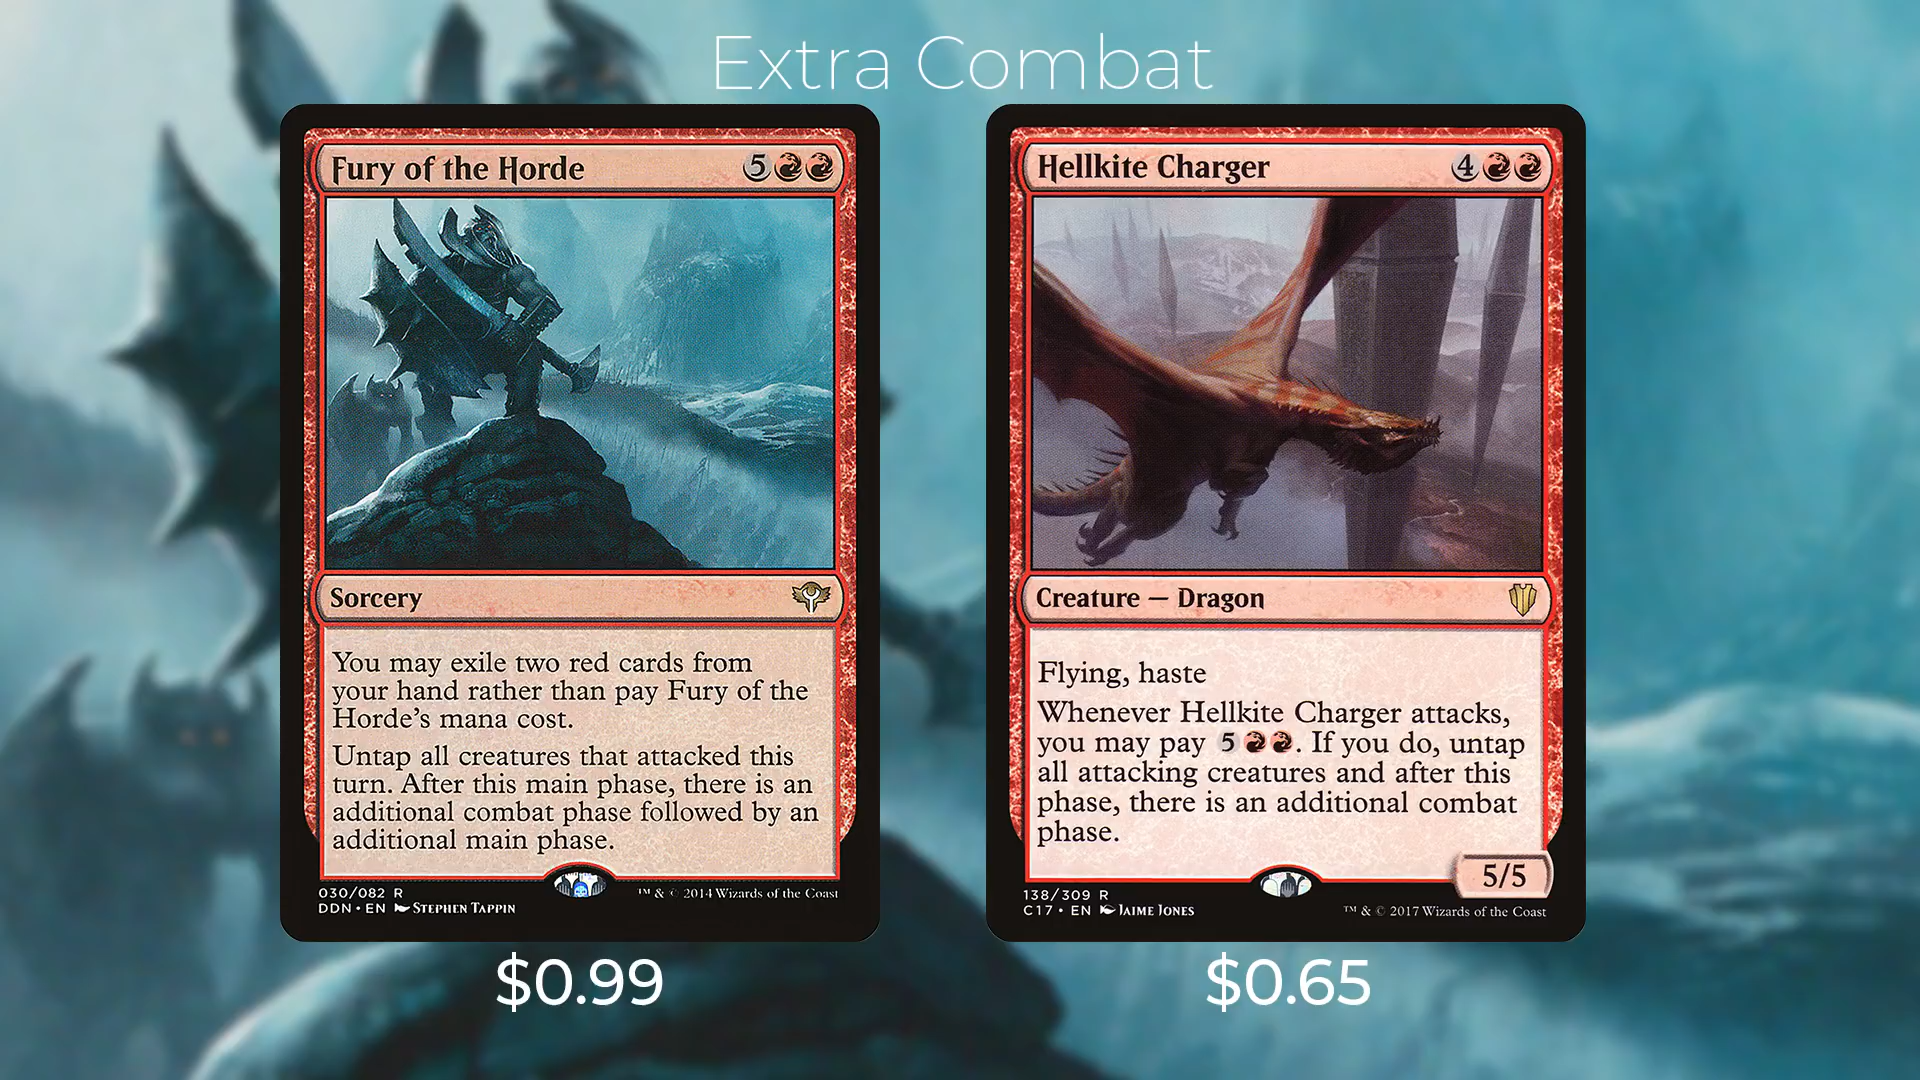 Extra Combat
Fury of the Horde 5
Sorcery
You may exile two red cards from
your hand rather than pay Fury of the
Horde's mana cost.
Untap all creatures that attacked this
turn. After this main phase, there is an
additional combat phase followed by an
additional main phase.
030/082 R
DDN • EN STEPHEN TAPPIN
™ & © 2014 Wizards of the Coast
$0.99
Hellkite Charger 4
Creature — Dragon
Flying, haste
Whenever Hellkite Charger attacks,
you may pay 5 . If you do, untap
all attacking creatures and after this
phase, there is an additional combat
phase.
5/5
138/309 R
C17 • EN JAIME JONES
™ & © 2017 Wizards of the Coast
$0.65